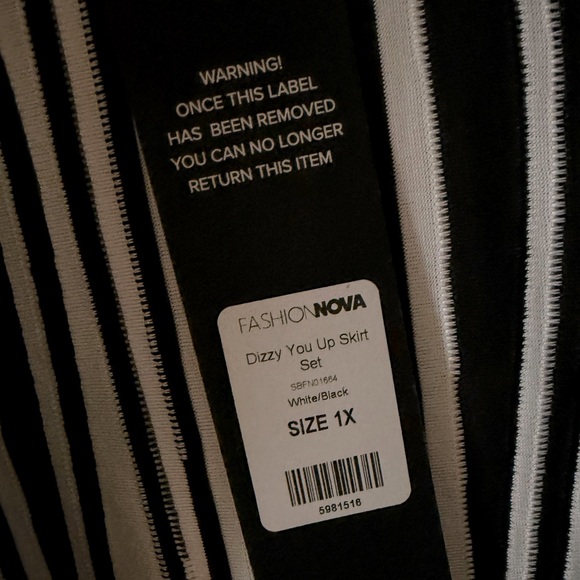 WARNING!
ONCE THIS LABEL
HAS BEEN REMOVED
YOU CAN NO LONGER
RETURN THIS ITEM
FASHIONNOVA
Dizzy You Up Skirt
Set
SBFN01664
White/Black
SIZE 1X
5981516